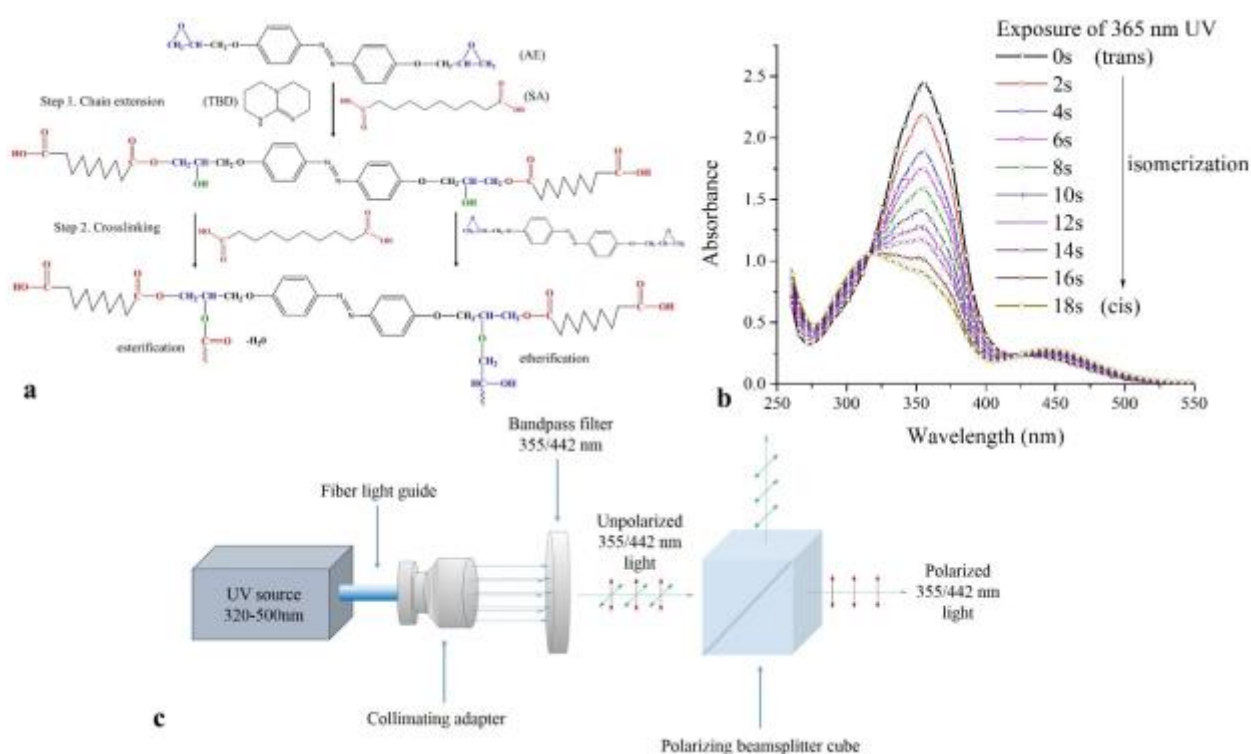 (AE)
Step 1. Chain extension
(TBD)
(SA)
Step 2. Crosslinking
esterification
-H₂O
etherification
a
Exposure of 365 nm UV
0s (trans)
2s
4s
6s
8s
10s
12s
14s
16s
18s (cis)
isomerization
Absorbance
2.5
2.0
1.5
1.0
0.5
0.0
250 300 350 400 450 500 550
Wavelength (nm)
b
Bandpass filter
355/442 nm
Fiber light guide
Unpolarized
355/442 nm
light
UV source
320-500nm
Polarized
355/442 nm
light
Collimating adapter
Polarizing beamsplitter cube
c